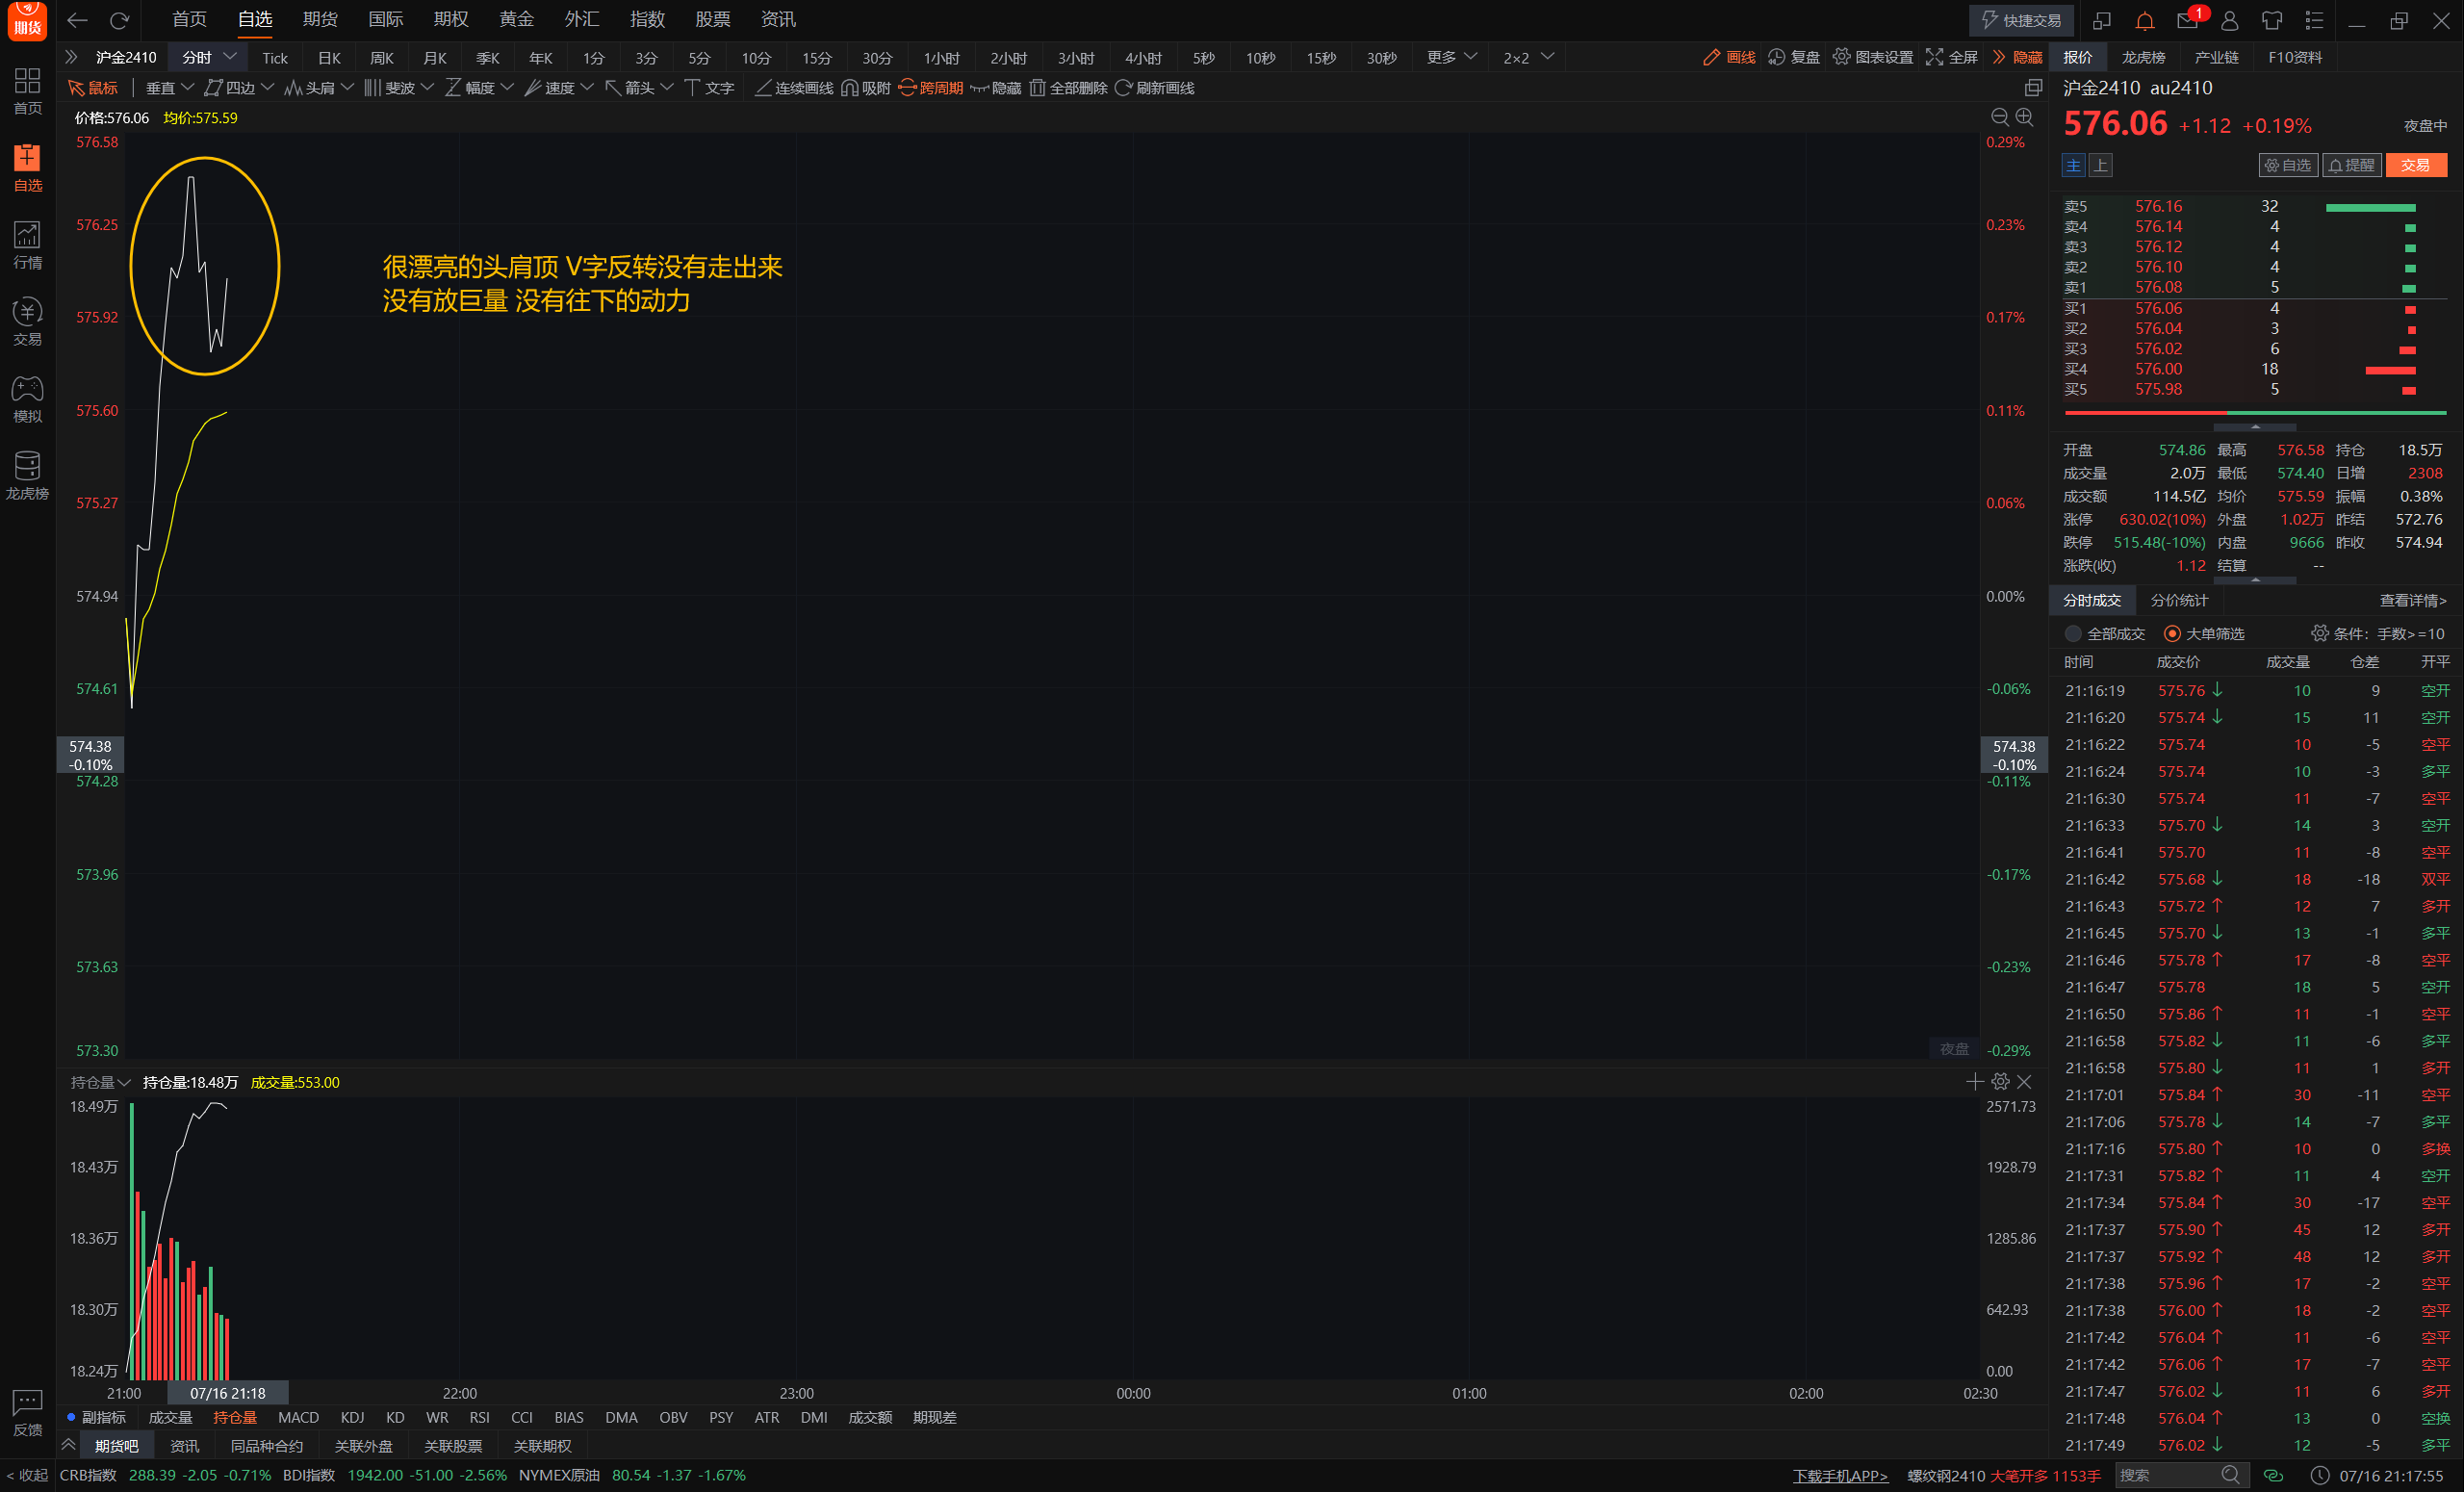 期货 首页 自选 期货 国际 期权 黄金 外汇 指数 股票 资讯 快捷交易 1
沪金2410 分时 Tick 日K 周K 月K 季K 年K 1分 3分 5分 10分 15分 30分 1小时 2小时 3小时 4小时 5秒 10秒 15秒 30秒 更多 2×2 画线 复盘 图表设置 全屏 隐藏
鼠标 垂直 四边 头肩 斐波 幅度 速度 箭头 文字 连续画线 吸附 跨周期 隐藏 全部删除 刷新画线
首页
自选
行情
交易
模拟
龙虎榜
反馈
价格:576.06 均价:575.59
576.58 0.29%
576.25 0.23%
575.92 0.17%
575.60 0.11%
575.27 0.06%
574.94 0.00%
574.61 -0.06%
574.38 574.38
-0.10% -0.10%
574.28 -0.11%
573.96 -0.17%
573.63 -0.23%
573.30 夜盘 -0.29%
很漂亮的头肩顶 V字反转没有走出来
没有放巨量 没有往下的动力
持仓量 持仓量:18.48万 成交量:553.00
18.49万 2571.73
18.43万 1928.79
18.36万 1285.86
18.30万 642.93
18.24万 0.00
21:00 07/16 21:18 22:00 23:00 00:00 01:00 02:00 02:30
副指标 成交量 持仓量 MACD KDJ KD WR RSI CCI BIAS DMA OBV PSY ATR DMI 成交额 期现差
期货吧 资讯 同品种合约 关联外盘 关联股票 关联期权
报价 龙虎榜 产业链 F10资料
沪金2410 au2410
576.06 +1.12 +0.19% 夜盘中
主 上 自选 提醒 交易
卖5 576.16 32
卖4 576.14 4
卖3 576.12 4
卖2 576.10 4
卖1 576.08 5
买1 576.06 4
买2 576.04 3
买3 576.02 6
买4 576.00 18
买5 575.98 5
开盘 574.86 最高 576.58 持仓 18.5万
成交量 2.0万 最低 574.40 日增 2308
成交额 114.5亿 均价 575.59 振幅 0.38%
涨停 630.02(10%) 外盘 1.02万 昨结 572.76
跌停 515.48(-10%) 内盘 9666 昨收 574.94
涨跌(收) 1.12 结算 --
分时成交 分价统计 查看详情>
全部成交 大单筛选 条件: 手数>=10
时间 成交价 成交量 仓差 开平
21:16:19 575.76↓ 10 9 空开
21:16:20 575.74↓ 15 11 空开
21:16:22 575.74 10 -5 空平
21:16:24 575.74 10 -3 多平
21:16:30 575.74 11 -7 空平
21:16:33 575.70↓ 14 3 空开
21:16:41 575.70 11 -8 空平
21:16:42 575.68↓ 18 -18 双平
21:16:43 575.72↑ 12 7 多开
21:16:45 575.70↓ 13 -1 多平
21:16:46 575.78↑ 17 -8 空平
21:16:47 575.78 18 5 空开
21:16:50 575.86↑ 11 -1 空平
21:16:58 575.82↓ 11 -6 多平
21:16:58 575.80↓ 11 1 多开
21:17:01 575.84↑ 30 -11 空平
21:17:06 575.78↓ 14 -7 多平
21:17:16 575.80↑ 10 0 多换
21:17:31 575.82↑ 11 4 空开
21:17:34 575.84↑ 30 -17 空平
21:17:37 575.90↑ 45 12 多开
21:17:37 575.92↑ 48 12 多开
21:17:38 575.96↑ 17 -2 空平
21:17:38 576.00↑ 18 -2 空平
21:17:42 576.04↑ 11 -6 空平
21:17:42 576.06↑ 17 -7 空平
21:17:47 576.02↓ 11 6 多开
21:17:48 576.04↑ 13 0 空换
21:17:49 576.02↓ 12 -5 多平
< 收起 CRB指数 288.39 -2.05 -0.71% BDI指数 1942.00 -51.00 -2.56% NYMEX原油 80.54 -1.37 -1.67% 下载手机APP> 螺纹钢2410 大笔开多 1153手 搜索 07/16 21:17:55